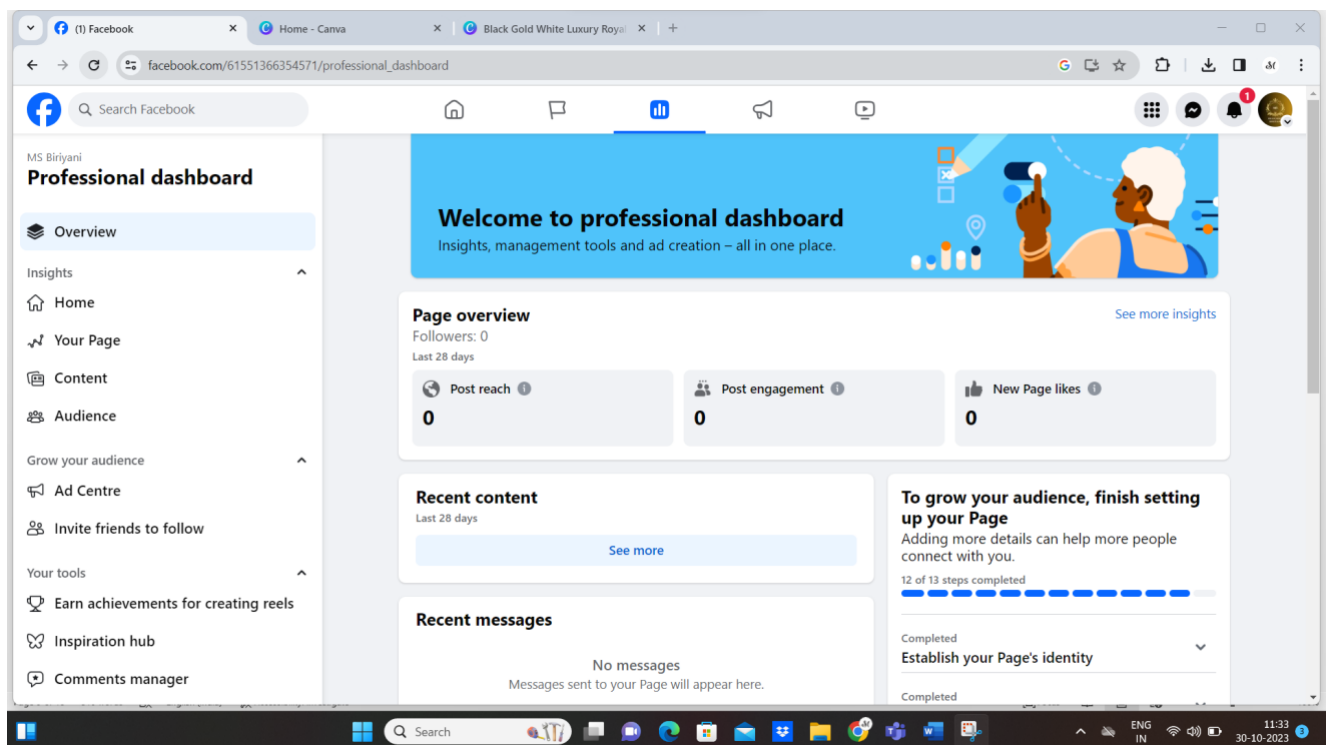 (1) Facebook
Home - Canva
Black Gold White Luxury Royal
facebook.com/61551366354571/professional_dashboard
Search Facebook
1
MS Biriyani
Professional dashboard
Overview
Insights
Home
Your Page
Content
Audience
Grow your audience
Ad Centre
Invite friends to follow
Your tools
Earn achievements for creating reels
Inspiration hub
Comments manager
Welcome to professional dashboard
Insights, management tools and ad creation – all in one place.
Page overview
See more insights
Followers: 0
Last 28 days
Post reach
0
Post engagement
0
New Page likes
0
Recent content
Last 28 days
See more
Recent messages
No messages
Messages sent to your Page will appear here.
To grow your audience, finish setting
up your Page
Adding more details can help more people
connect with you.
12 of 13 steps completed
Completed
Establish your Page's identity
Completed
Search
ENG
IN
11:33
30-10-2023
3